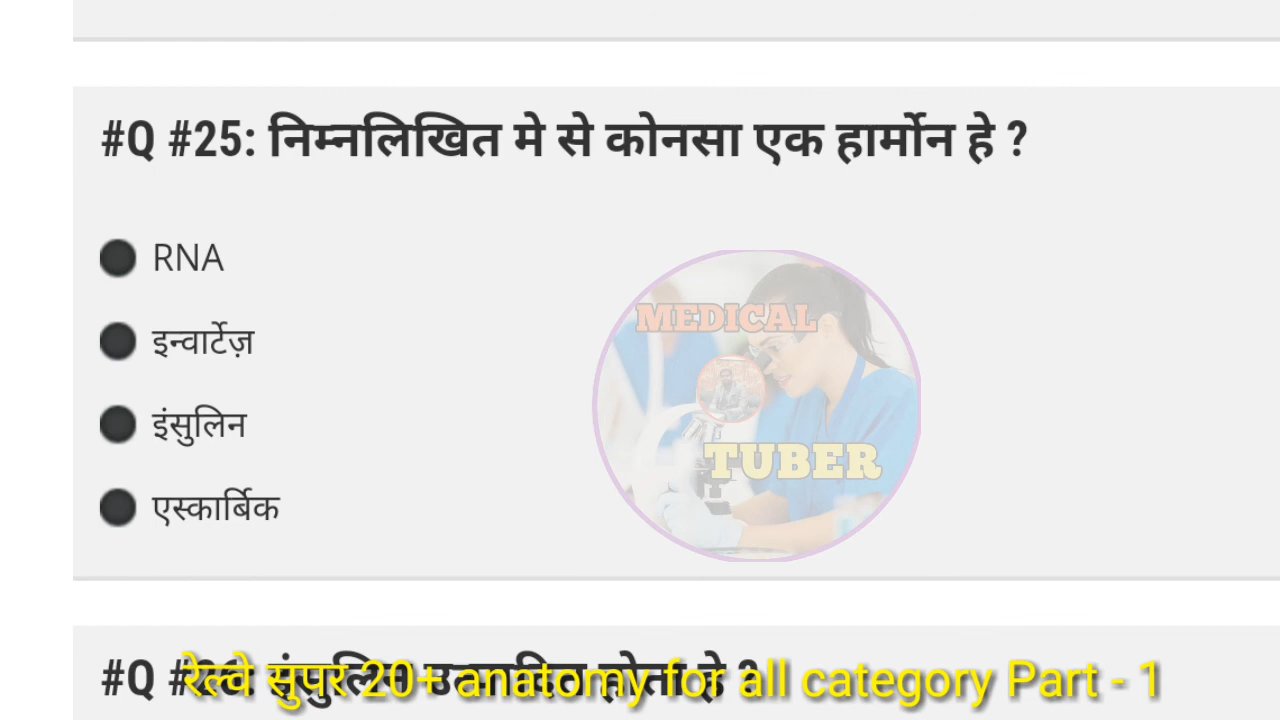 #Q #25: निम्नलिखित मे से कोनसा एक हार्मोन हे ?
RNA
इन्वार्टेज़
इंसुलिन
एस्कार्बिक
MEDICAL
TUBER
#Q होता हे ?
रेल्वे सुपर 20+ anatomy for all category Part - 1